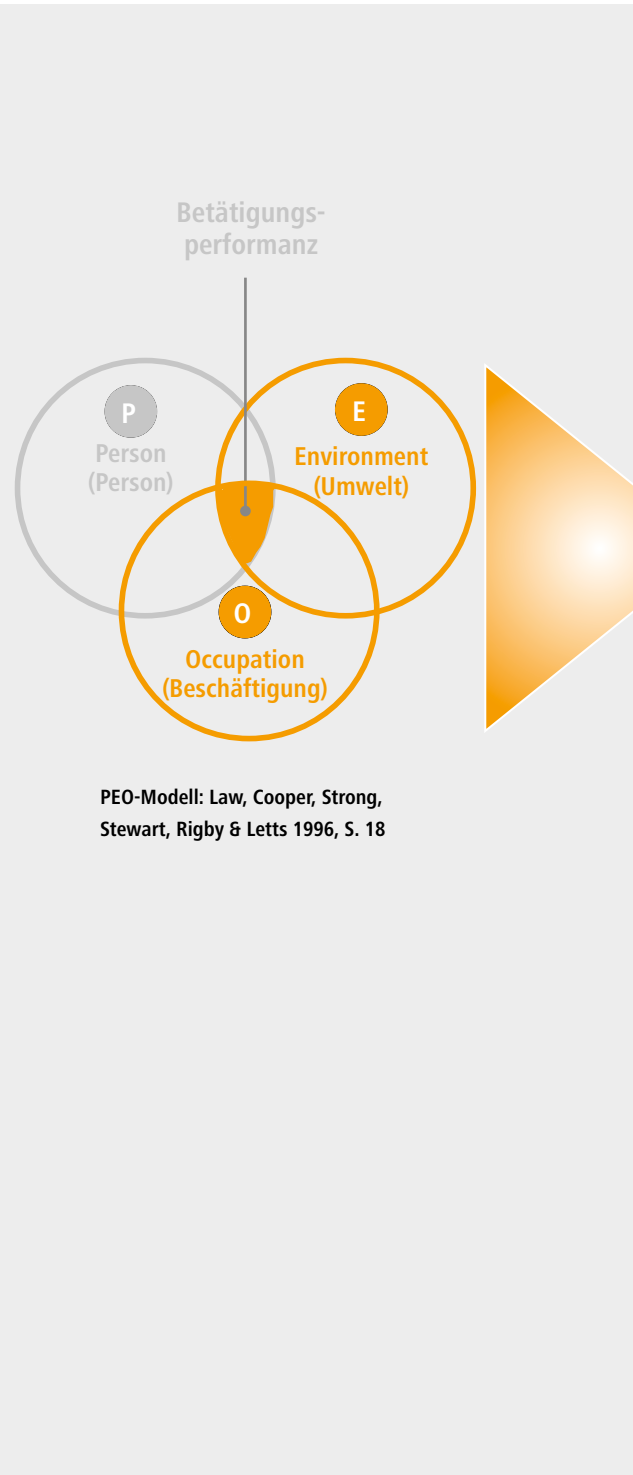 Betätigungs-
performanz
P
Person
(Person)
E
Environment
(Umwelt)
O
Occupation
(Beschäftigung)
PEO-Modell: Law, Cooper, Strong,
Stewart, Rigby & Letts 1996, S. 18